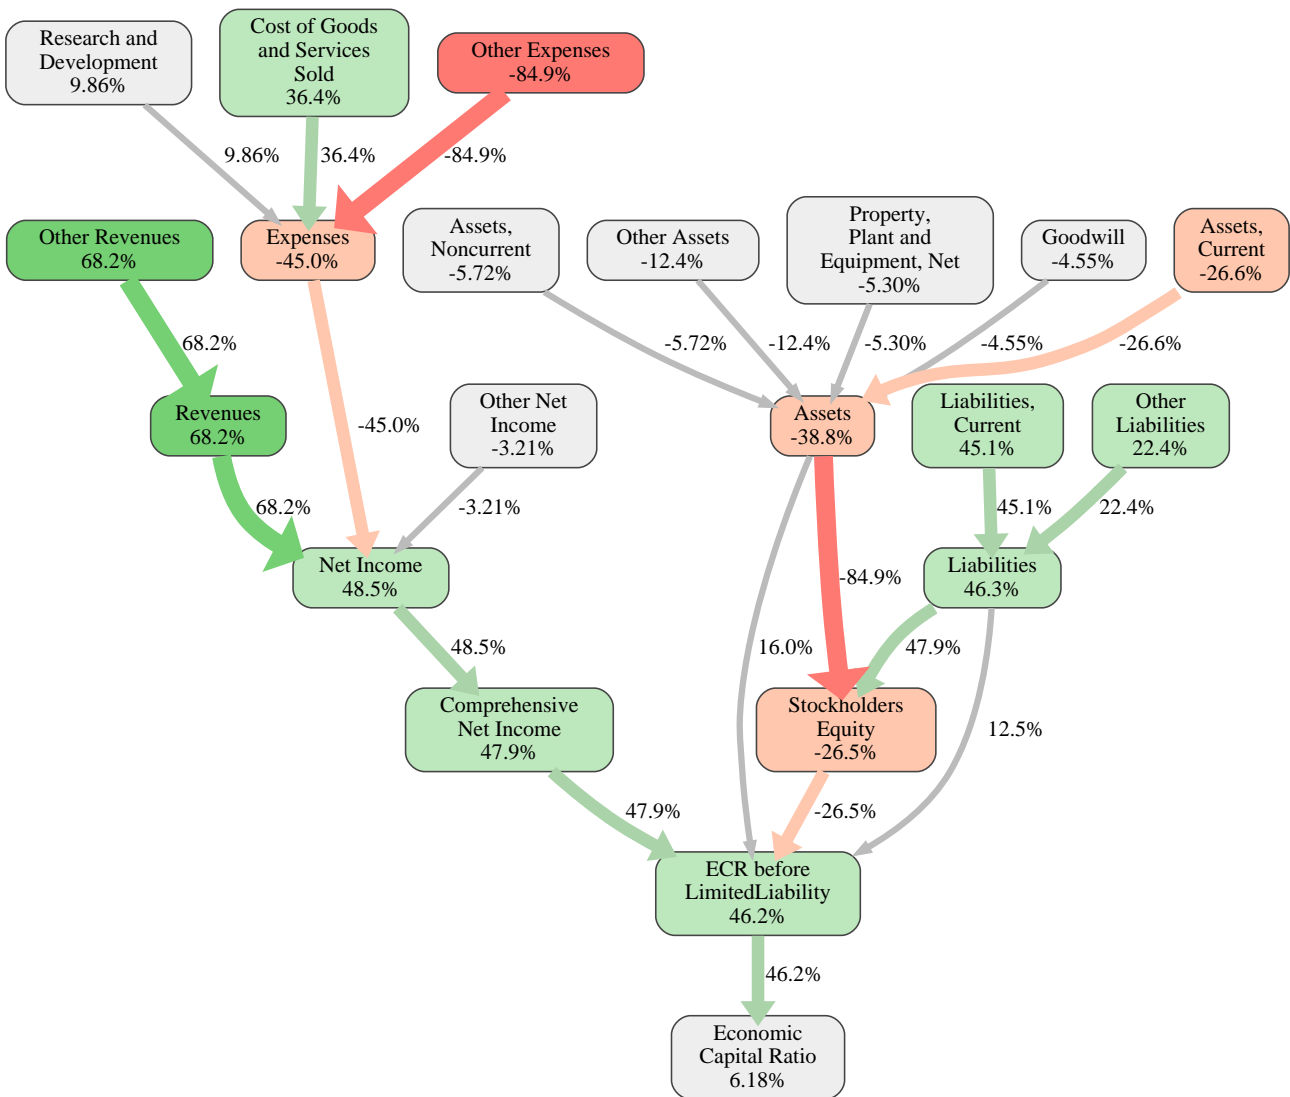 Research and
Development
9.86%
Cost of Goods
and Services
Sold
36.4%
Other Expenses
-84.9%
9.86%
36.4%
-84.9%
Other Revenues
68.2%
Expenses
-45.0%
Assets,
Noncurrent
-5.72%
Other Assets
-12.4%
Property,
Plant and
Equipment, Net
-5.30%
Goodwill
-4.55%
Assets,
Current
-26.6%
68.2%
-45.0%
-5.72%
-12.4%
-5.30%
-4.55%
-26.6%
Revenues
68.2%
Other Net
Income
-3.21%
Assets
-38.8%
Liabilities,
Current
45.1%
Other
Liabilities
22.4%
68.2%
-3.21%
-84.9%
45.1%
22.4%
Net Income
48.5%
Liabilities
46.3%
48.5%
16.0%
47.9%
12.5%
Comprehensive
Net Income
47.9%
Stockholders
Equity
-26.5%
47.9%
-26.5%
ECR before
LimitedLiability
46.2%
46.2%
Economic
Capital Ratio
6.18%